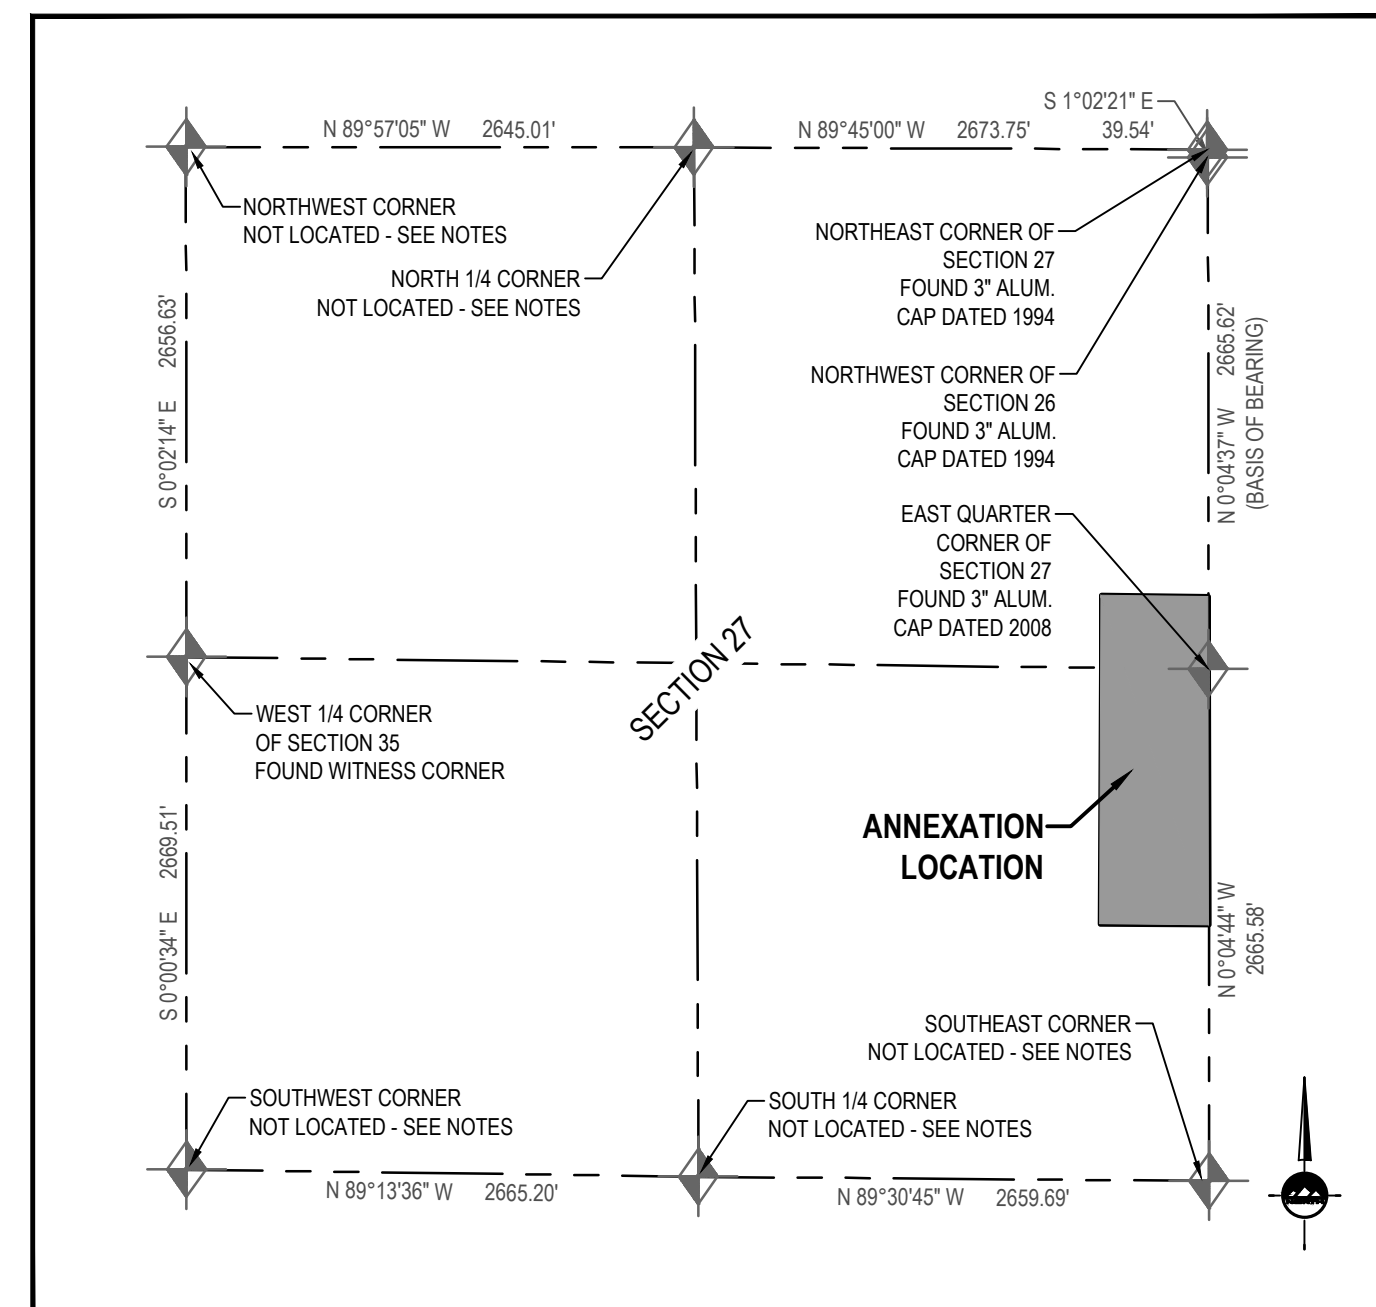 S 1°02'21" E
N 89°57'05" W 2645.01'
N 89°45'00" W 2673.75' 39.54'
NORTHWEST CORNER
NOT LOCATED - SEE NOTES
NORTH 1/4 CORNER
NOT LOCATED - SEE NOTES
NORTHEAST CORNER OF
SECTION 27
FOUND 3" ALUM.
CAP DATED 1994
NORTHWEST CORNER OF
SECTION 26
FOUND 3" ALUM.
CAP DATED 1994
S 0°02'14" E 2656.63'
N 0°04'37" W 2665.62'
(BASIS OF BEARING)
EAST QUARTER
CORNER OF
SECTION 27
FOUND 3" ALUM.
CAP DATED 2008
SECTION 27
WEST 1/4 CORNER
OF SECTION 35
FOUND WITNESS CORNER
ANNEXATION
LOCATION
S 0°00'34" E 2669.51'
N 0°04'44" W
2665.58'
SOUTHEAST CORNER
NOT LOCATED - SEE NOTES
SOUTHWEST CORNER
NOT LOCATED - SEE NOTES
SOUTH 1/4 CORNER
NOT LOCATED - SEE NOTES
N 89°13'36" W 2665.20'
N 89°30'45" W 2659.69'